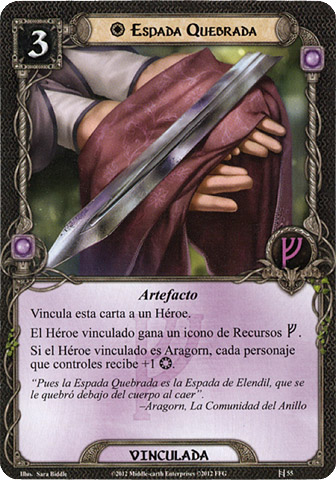 3
Espada Quebrada
Artefacto
Vincula esta carta a un Héroe.
El Héroe vinculado gana un icono de Recursos .
Si el Héroe vinculado es Aragorn, cada personaje
que controles recibe +1 .
“Pues la Espada Quebrada es la Espada de Elendil, que se
le quebró debajo del cuerpo al caer”.
–Aragorn, La Comunidad del Anillo
VINCULADA
Illus. Sara Biddle ©2012 Middle-earth Enterprises ©2012 FFG 55